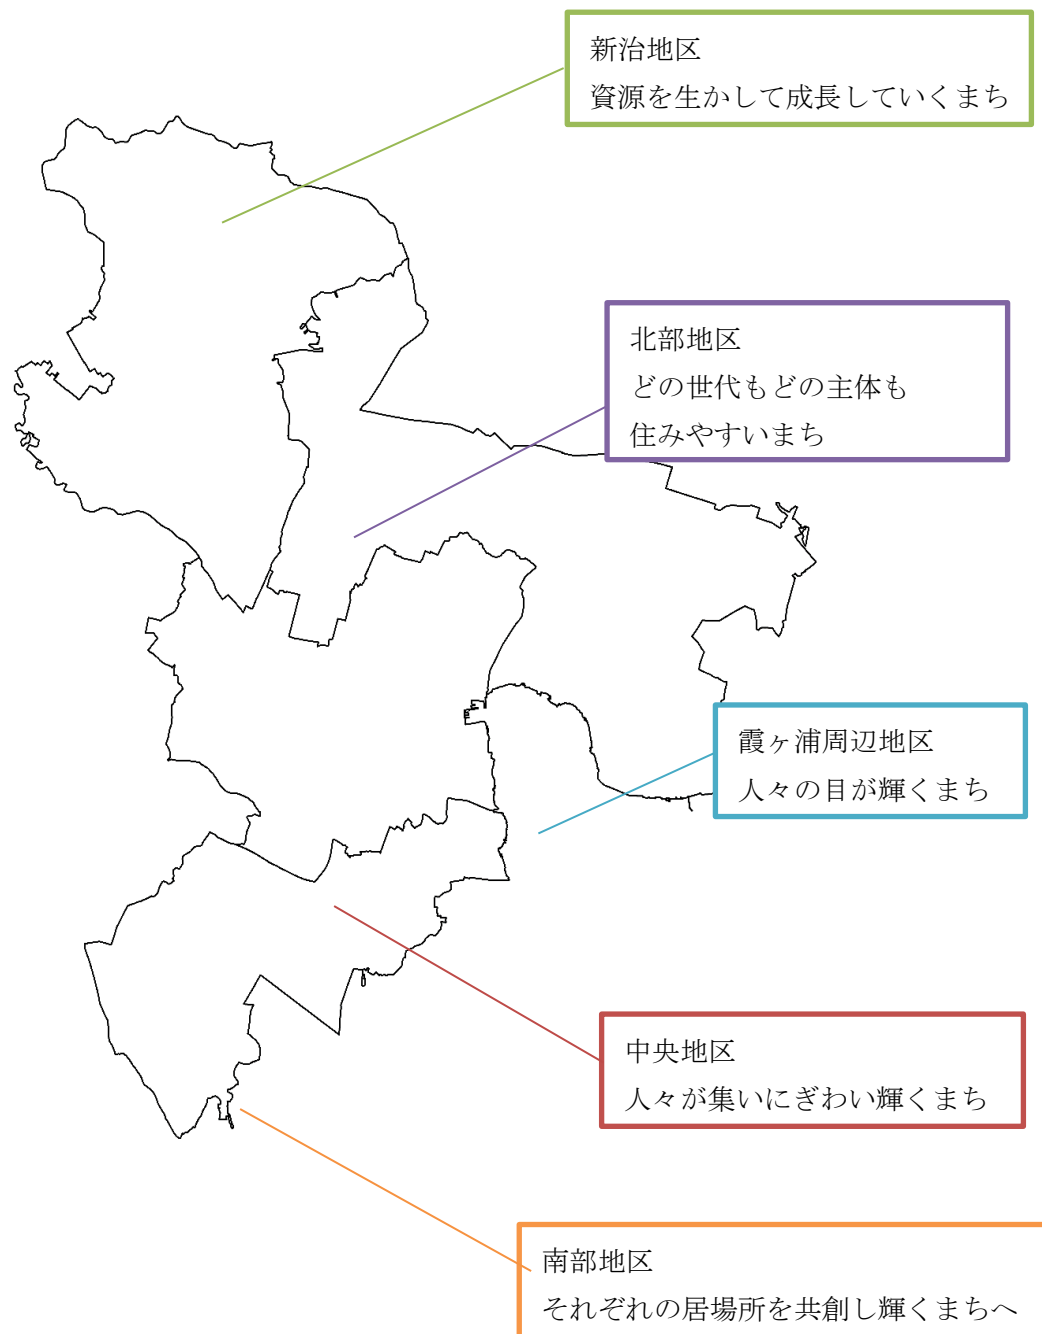 新治地区
資源を生かして成長していくまち
北部地区
どの世代もどの主体も
住みやすいまち
霞ヶ浦周辺地区
人々の目が輝くまち
中央地区
人々が集いにぎわい輝くまち
南部地区
それぞれの居場所を共創し輝くまちへ